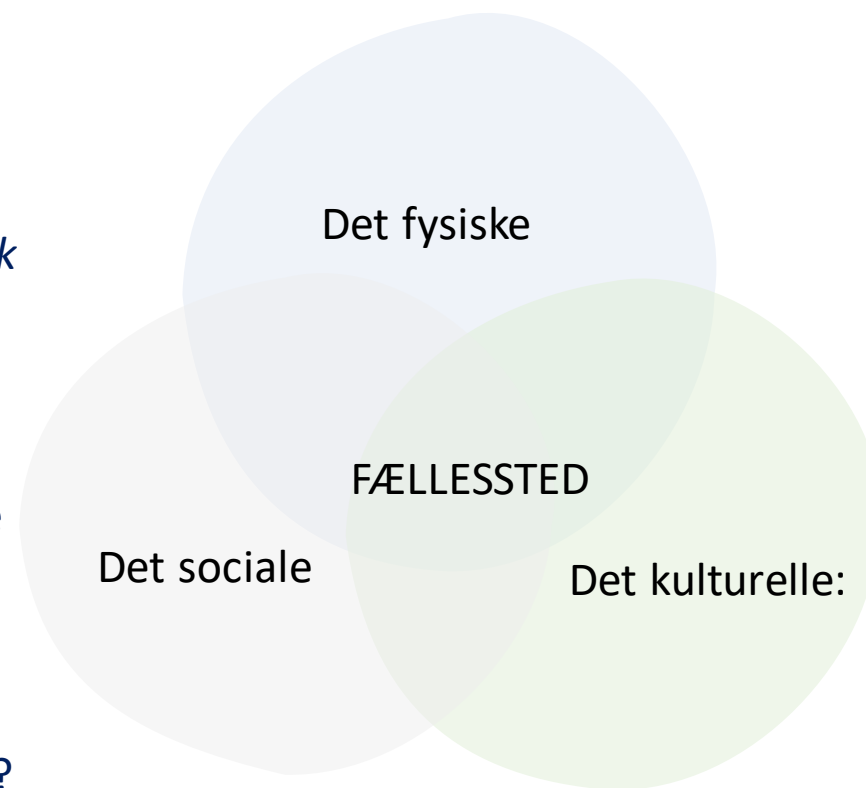 Det fysiske
k
FÆLLESSTED
Det sociale
Det kulturelle:
?